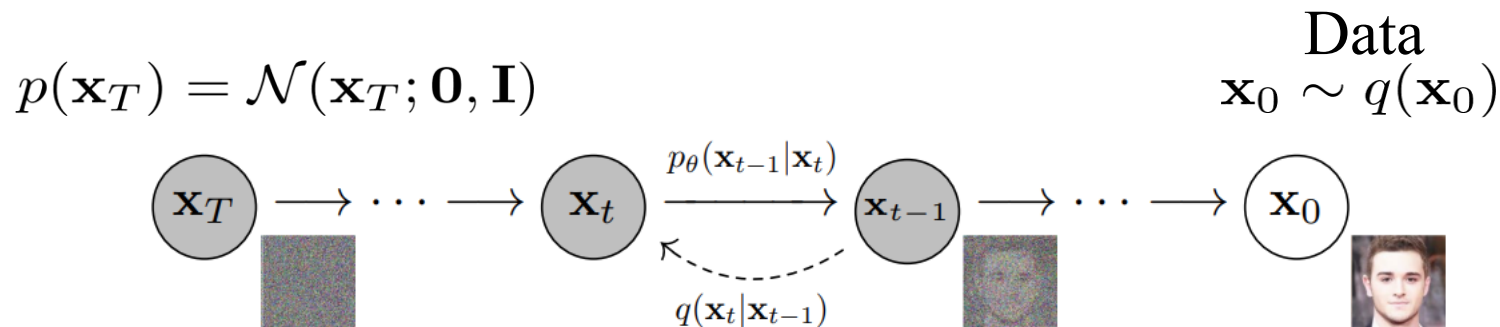 Data
p(𝐱_T) = 𝒩(𝐱_T; 𝟎, 𝐈)
𝐱_0 ∼ q(𝐱_0)
p_θ(𝐱_{t−1}|𝐱_t)
𝐱_T → ··· → 𝐱_t → 𝐱_{t−1} → ··· → 𝐱_0
q(𝐱_t|𝐱_{t−1})